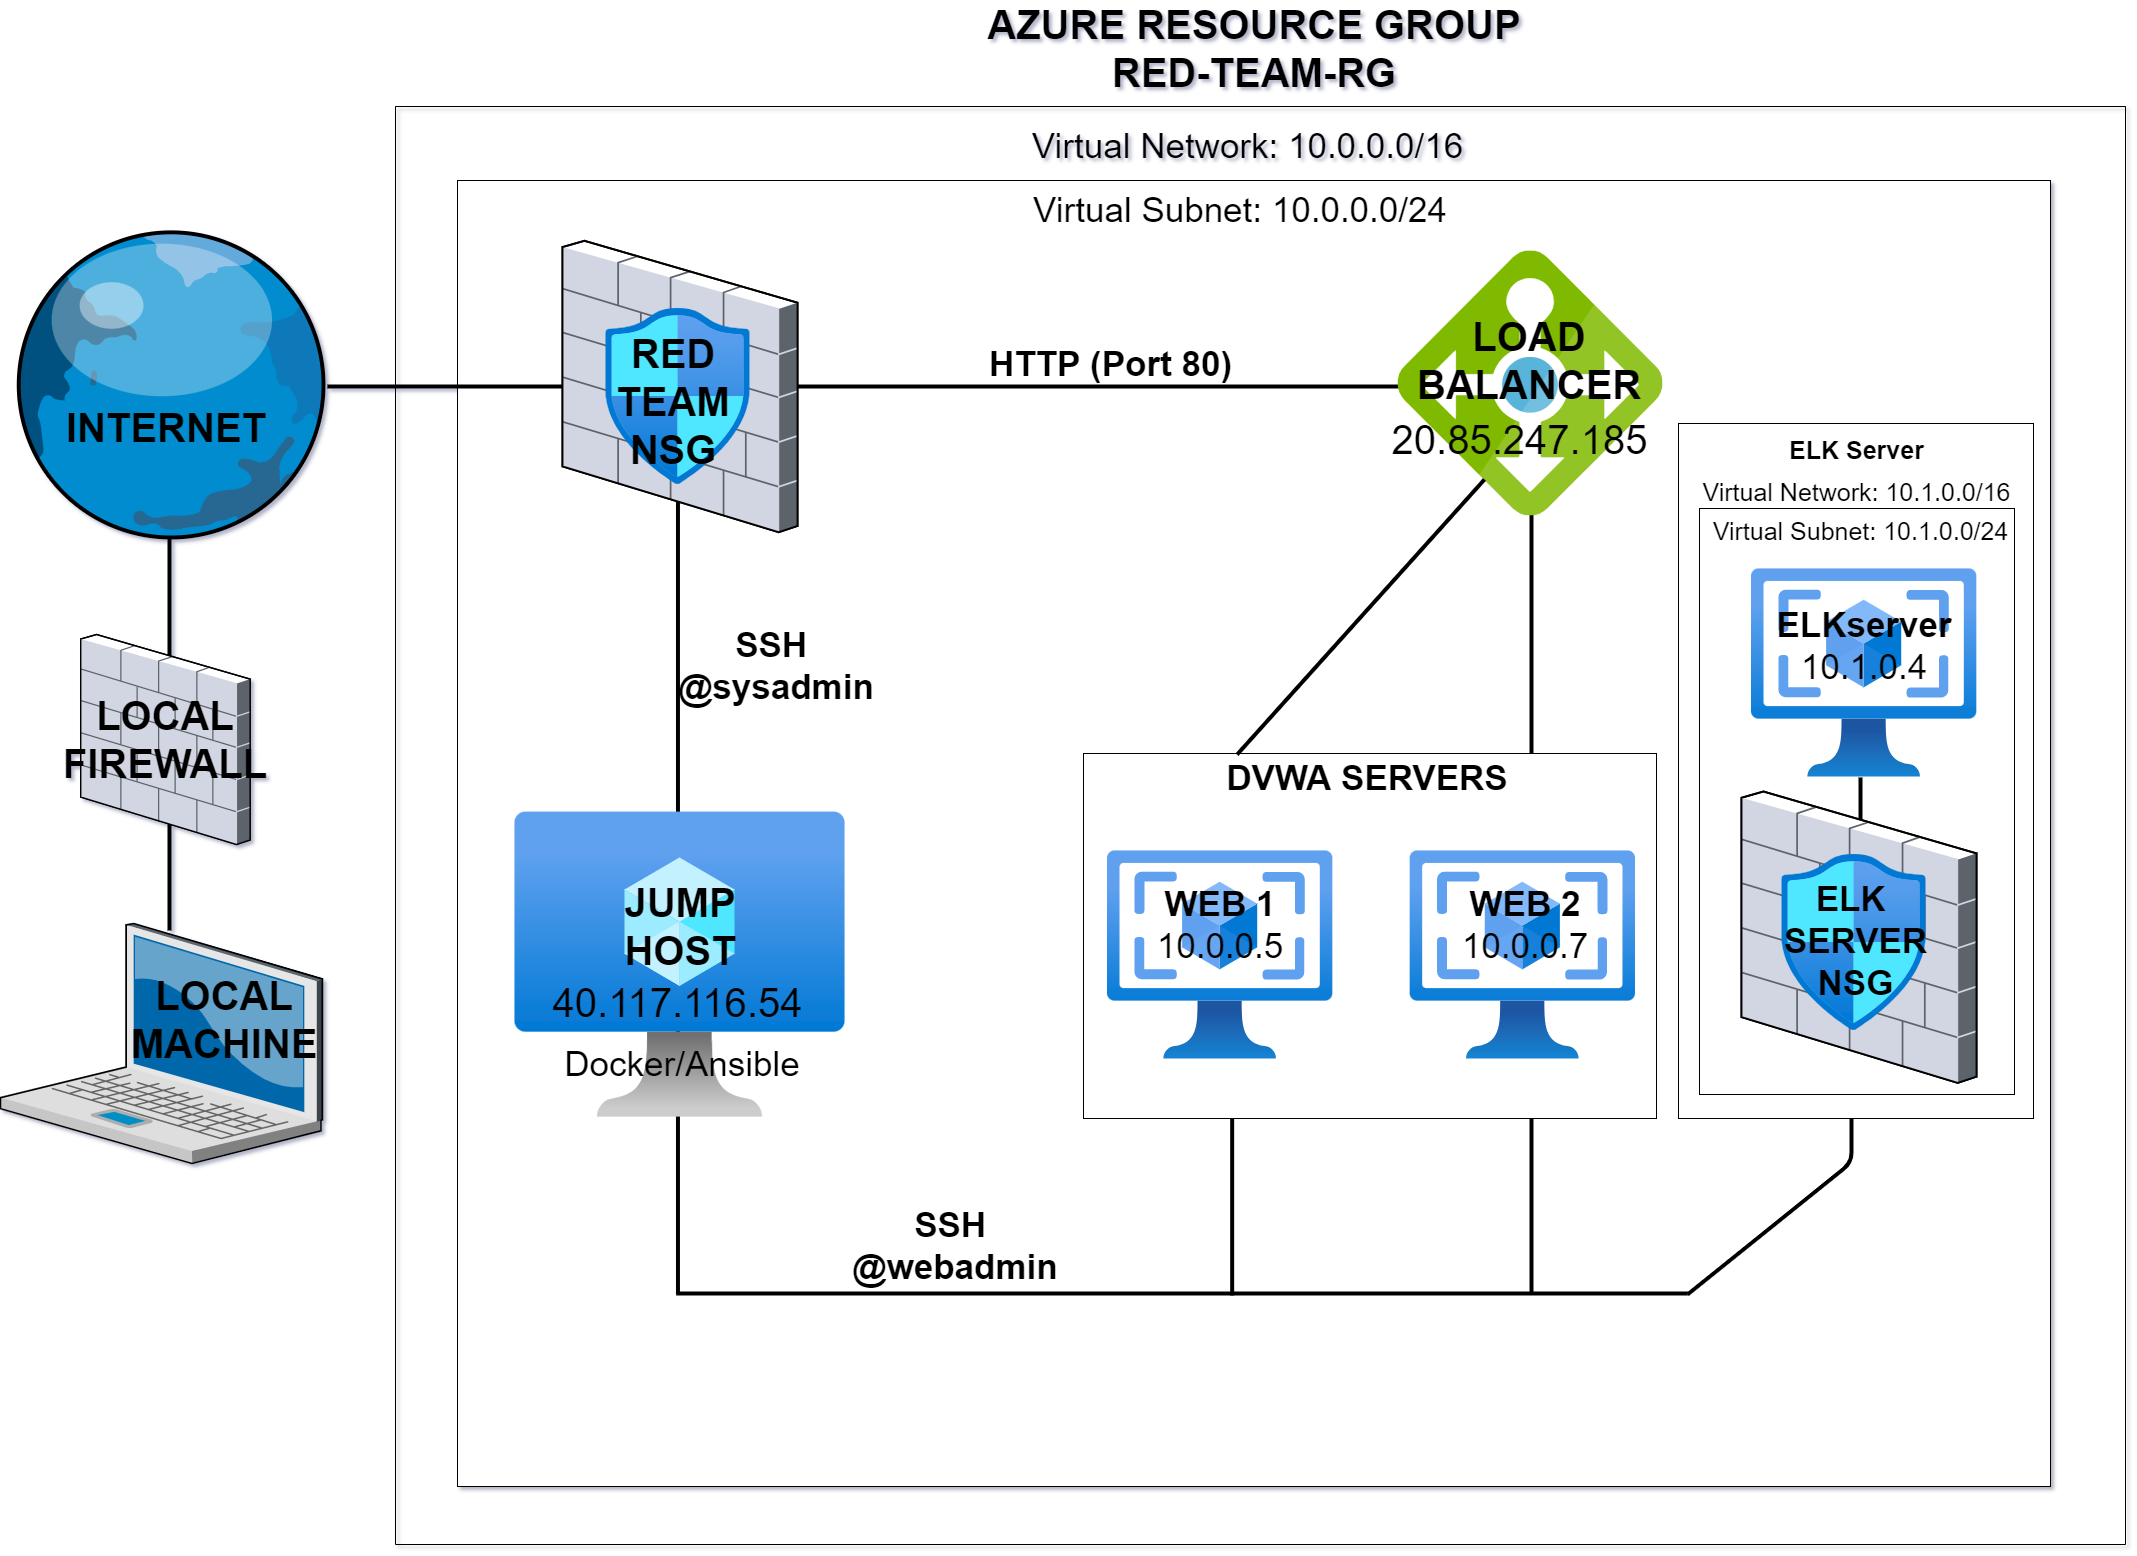 AZURE RESOURCE GROUP
RED-TEAM-RG
Virtual Network: 10.0.0.0/16
Virtual Subnet: 10.0.0.0/24
INTERNET
RED
TEAM
NSG
HTTP (Port 80)
LOAD
BALANCER
20.85.247.185
ELK Server
Virtual Network: 10.1.0.0/16
Virtual Subnet: 10.1.0.0/24
ELKserver
10.1.0.4
SSH
@sysadmin
LOCAL
FIREWALL
DVWA SERVERS
JUMP
HOST
40.117.116.54
Docker/Ansible
WEB 1
10.0.0.5
WEB 2
10.0.0.7
ELK
SERVER
NSG
LOCAL
MACHINE
SSH
@webadmin